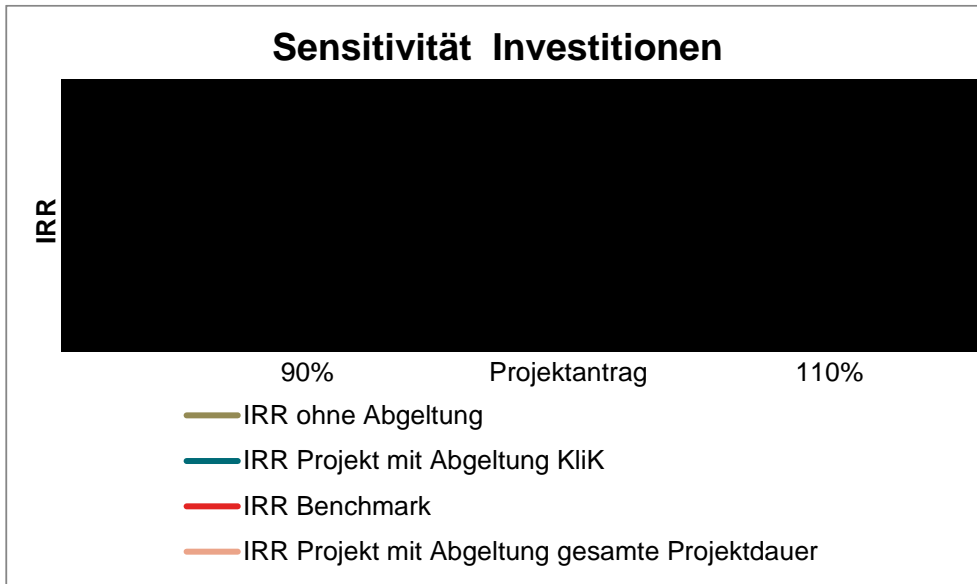 Sensitivität Investitionen
IRR
90% Projektantrag 110%
IRR ohne Abgeltung
IRR Projekt mit Abgeltung KliK
IRR Benchmark
IRR Projekt mit Abgeltung gesamte Projektdauer